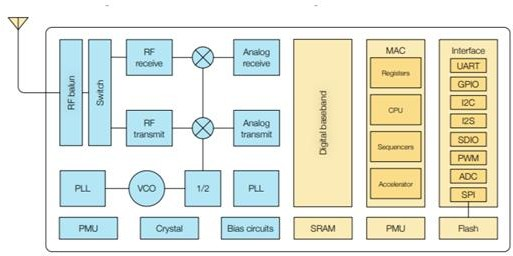 RF balun
Switch
RF
receive
Analog
receive
RF
transmit
Analog
transmit
PLL
VCO
1/2
PLL
PMU
Crystal
Bias circuits
Digital baseband
SRAM
MAC
Registers
CPU
Sequencers
Accelerator
PMU
Interface
UART
GPIO
I2C
I2S
SDIO
PWM
ADC
SPI
Flash